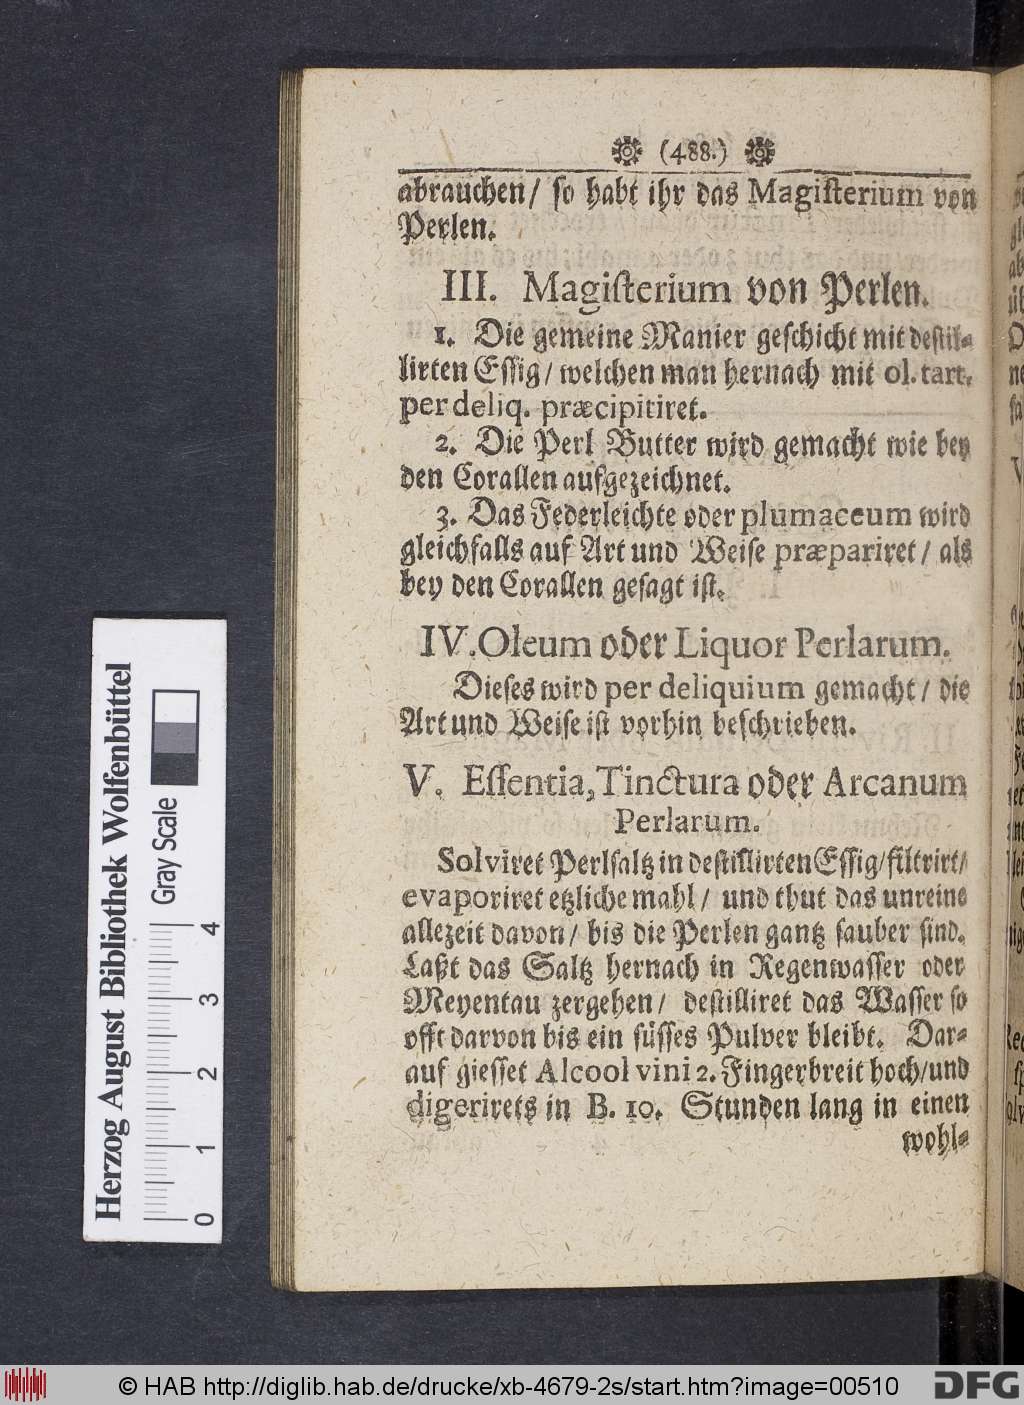 (488.)
abrauchen/ so habt ihr das Magisterium von
Perlen.
III. Magisterium von Perlen.
1. Die gemeine Manier geschicht mit destil-
lirten Essig/ welchen man hernach mit ol. tart.
per deliq. præcipitiret.
2. Die Perl Butter wird gemacht wie bey
den Corallen aufgezeichnet.
3. Das Federleichte oder plumaceum wird
gleichfalls auf Art und Weise præpariret/ als
bey den Corallen gesagt ist.
IV. Oleum oder Liquor Perlarum.
Dieses wird per deliquium gemacht/ die
Art und Weise ist vorhin beschrieben.
V. Essentia, Tinctura oder Arcanum
Perlarum.
Solviret Perlsaltz in destillirten Essig/ filtrirt/
evaporiret etzliche mahl/ und thut das unreine
allezeit davon/ bis die Perlen gantz sauber sind.
Laßt das Saltz hernach in Regenwasser oder
Meyentau zergehen/ destilliret das Wasser so
offt darvon bis ein süsses Pulver bleibt. Dar-
auf giesset Alcool vini 2. Fingerbreit hoch/ und
digerirets in B. 10. Stunden lang in einen
wohl-
Herzog August Bibliothek Wolfenbüttel
Gray Scale
0 1 2 3 4
© HAB http://diglib.hab.de/drucke/xb-4679-2s/start.htm?image=00510
DFG